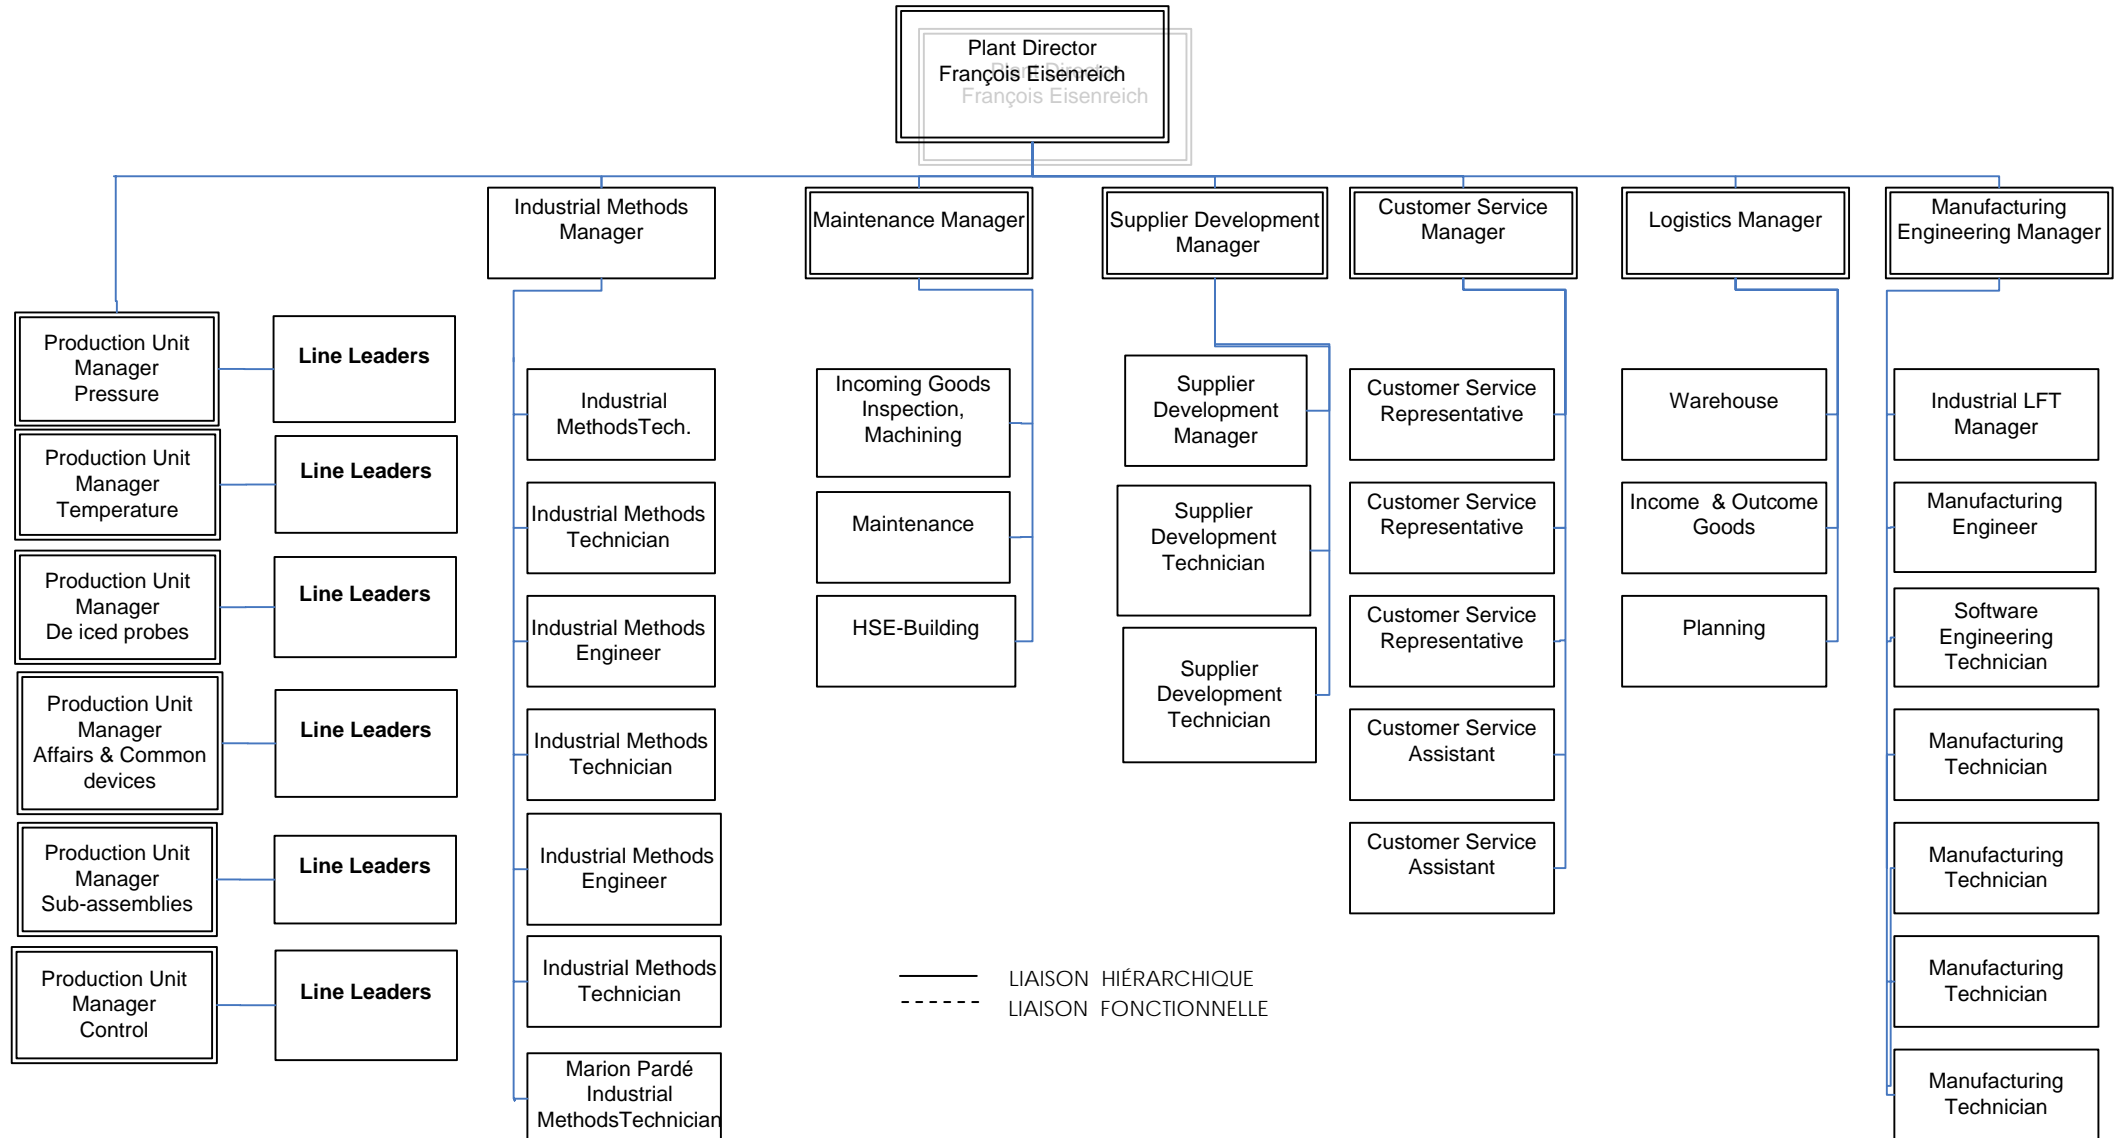 Plant Director
François Eisenreich
Plant Director
François Eisenreich
Industrial Methods
Manager
Maintenance Manager
Supplier Development
Manager
Customer Service
Manager
Logistics Manager
Manufacturing
Engineering Manager
Production Unit
Manager
Pressure
Line Leaders
Production Unit
Manager
Temperature
Line Leaders
Production Unit
Manager
De iced probes
Line Leaders
Production Unit
Manager
Affairs & Common
devices
Line Leaders
Production Unit
Manager
Sub-assemblies
Line Leaders
Production Unit
Manager
Control
Line Leaders
Industrial
MethodsTech.
Industrial Methods
Technician
Industrial Methods
Engineer
Industrial Methods
Technician
Industrial Methods
Engineer
Industrial Methods
Technician
Marion Pardé
Industrial
MethodsTechnician
Incoming Goods
Inspection,
Machining
Maintenance
HSE-Building
Supplier
Development
Manager
Supplier
Development
Technician
Supplier
Development
Technician
Customer Service
Representative
Customer Service
Representative
Customer Service
Representative
Customer Service
Assistant
Customer Service
Assistant
Warehouse
Income & Outcome
Goods
Planning
Industrial LFT
Manager
Manufacturing
Engineer
Software
Engineering
Technician
Manufacturing
Technician
Manufacturing
Technician
Manufacturing
Technician
Manufacturing
Technician
LIAISON HIÉRARCHIQUE
LIAISON FONCTIONNELLE